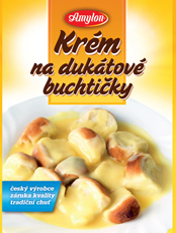 Amylon
Krém
na dukátové
buchtičky
český výrobce
záruka kvality
tradiční chuť